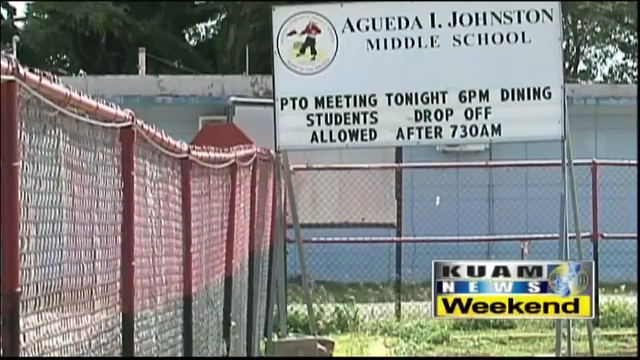 AGUEDA I. JOHNSTON
MIDDLE SCHOOL
PTO MEETING TONIGHT 6PM DINING
STUDENTS DROP OFF
ALLOWED AFTER 730AM
KUAM
NEWS
Weekend